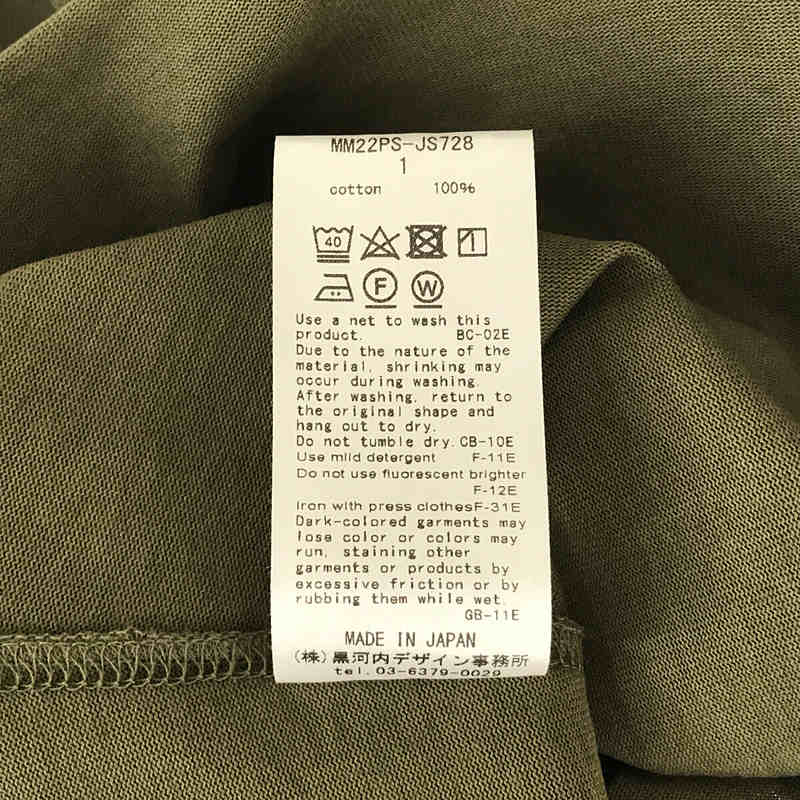 MM22PS-JS728
1
cotton 100%
40 1
F W
Use a net to wash this
product. BC-02E
Due to the nature of the
material, shrinking may
occur during washing.
After washing, return to
the original shape and
hang out to dry.
Do not tumble dry. CB-10E
Use mild detergent F-11E
Do not use fluorescent brighter
F-12E
Iron with press clothesF-31E
Dark-colored garments may
lose color or colors may
run, staining other
garments or products by
excessive friction or by
rubbing them while wet.
GB-11E
MADE IN JAPAN
(株)黒河内デザイン事務所
tel. 03-6379-0029